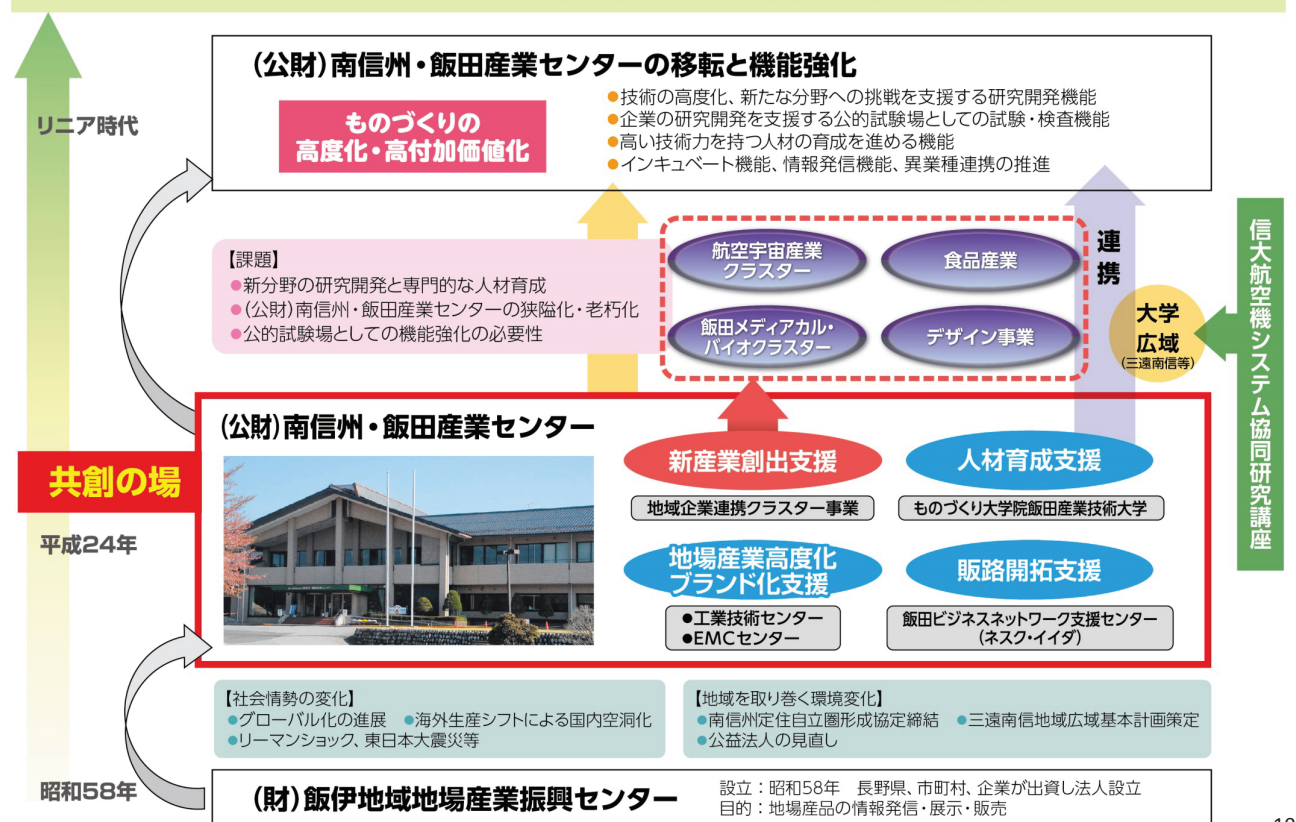 (公財)南信州・飯田産業センターの移転と機能強化
ものづくりの
高度化・高付加価値化
●技術の高度化、新たな分野への挑戦を支援する研究開発機能
●企業の研究開発を支援する公的試験場としての試験・検査機能
●高い技術力を持つ人材の育成を進める機能
●インキュベート機能、情報発信機能、異業種連携の推進
リニア時代
【課題】
●新分野の研究開発と専門的な人材育成
●(公財)南信州・飯田産業センターの狭隘化・老朽化
●公的試験場としての機能強化の必要性
航空宇宙産業
クラスター
食品産業
飯田メディアカル・
バイオクラスター
デザイン事業
連携
大学
広域
(三遠南信等)
信大航空機システム協同研究講座
(公財)南信州・飯田産業センター
共創の場
平成24年
新産業創出支援
地域企業連携クラスター事業
人材育成支援
ものづくり大学院飯田産業技術大学
地場産業高度化
ブランド化支援
●工業技術センター
●EMCセンター
販路開拓支援
飯田ビジネスネットワーク支援センター
(ネスク・イイダ)
【社会情勢の変化】
●グローバル化の進展 ●海外生産シフトによる国内空洞化
●リーマンショック、東日本大震災等
【地域を取り巻く環境変化】
●南信州定住自立圏形成協定締結 ●三遠南信地域広域基本計画策定
●公益法人の見直し
昭和58年
(財)飯伊地域地場産業振興センター
設立：昭和58年 長野県、市町村、企業が出資し法人設立
目的：地場産品の情報発信・展示・販売